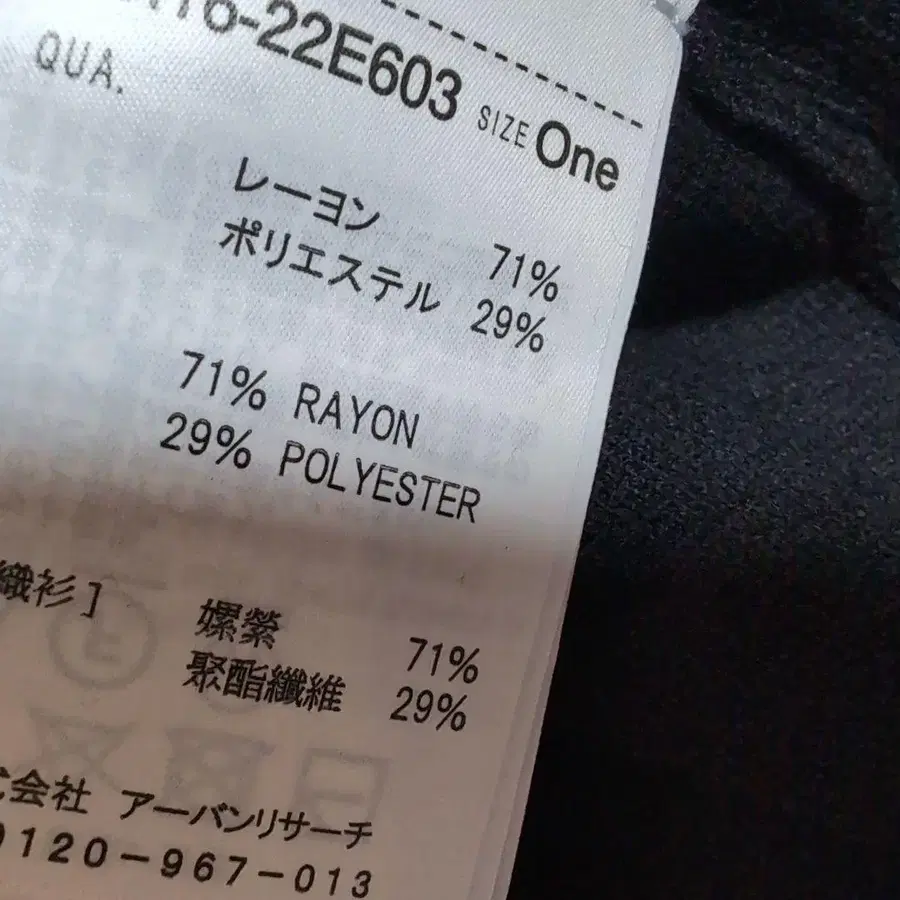 16-22E603 SIZE One
QUA.
レーヨン 71%
ポリエステル 29%
71% RAYON
29% POLYESTER
織衫]
嫘縈 71%
聚酯纖維 29%
式会社 アーバンリサーチ
0120-967-013